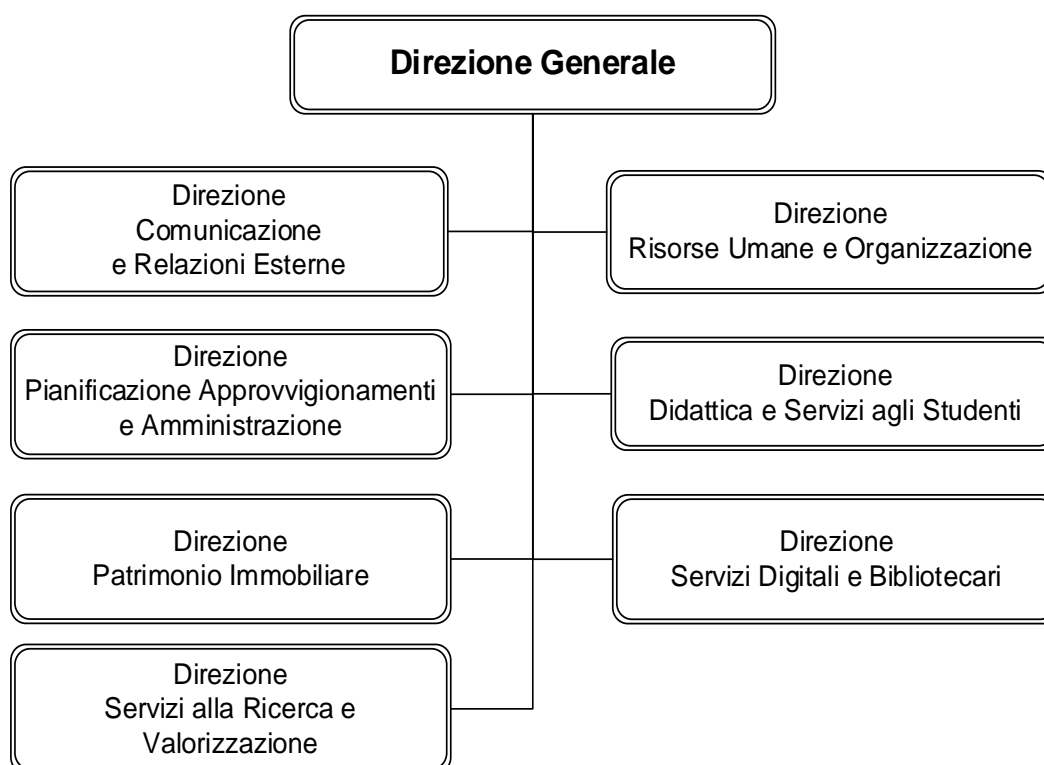 Direzione Generale
Direzione
Comunicazione
e Relazioni Esterne
Direzione
Risorse Umane e Organizzazione
Direzione
Pianificazione Approvvigionamenti
e Amministrazione
Direzione
Didattica e Servizi agli Studenti
Direzione
Patrimonio Immobiliare
Direzione
Servizi Digitali e Bibliotecari
Direzione
Servizi alla Ricerca e
Valorizzazione